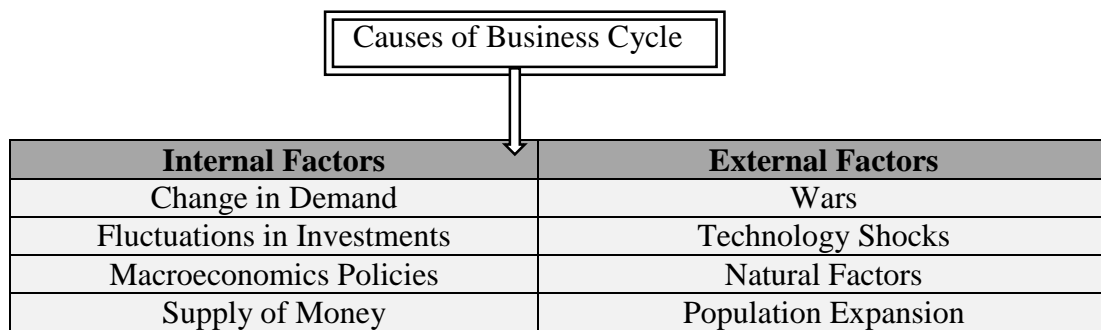 Causes of Business Cycle
Internal Factors External Factors
Change in Demand Wars
Fluctuations in Investments Technology Shocks
Macroeconomics Policies Natural Factors
Supply of Money Population Expansion